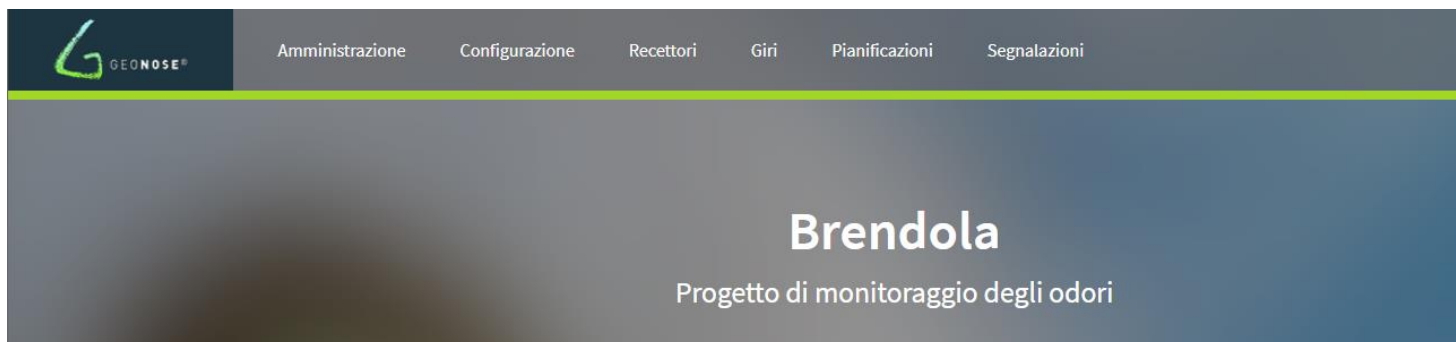 GEONOSE®
Amministrazione Configurazione Recettori Giri Pianificazioni Segnalazioni
Brendola
Progetto di monitoraggio degli odori